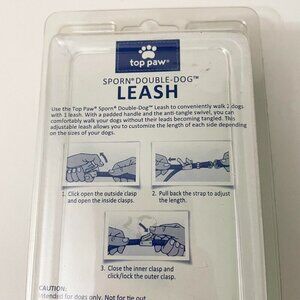 top paw®
SPORN® DOUBLE-DOG™
LEASH
Use the Top Paw® Sporn® Double-Dog™ Leash to conveniently walk 2 dogs
with 1 leash. With a padded handle and the anti-tangle swivel, you can
comfortably walk your dogs without their leads becoming tangled. This
adjustable leash allows you to customize the length of each side depending
on the sizes of your dogs.
1. Click open the outside clasp
and open the inside clasps.
2. Pull back the strap to adjust
the length.
3. Close the inner clasp and
click/lock the outer clasp.
CAUTION:
Intended for dogs only. Not for tie out